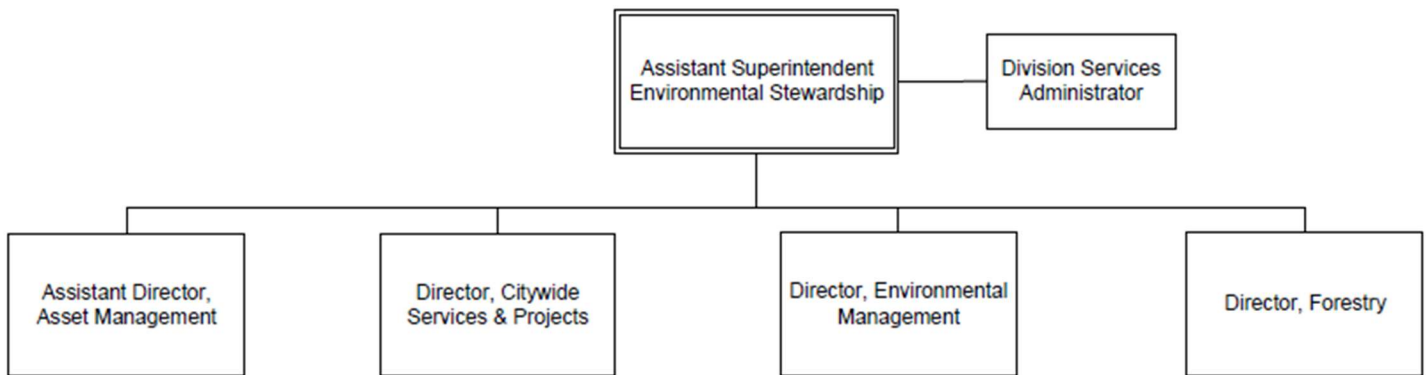 Assistant Superintendent
Environmental Stewardship
Division Services
Administrator
Assistant Director,
Asset Management
Director, Citywide
Services & Projects
Director, Environmental
Management
Director, Forestry